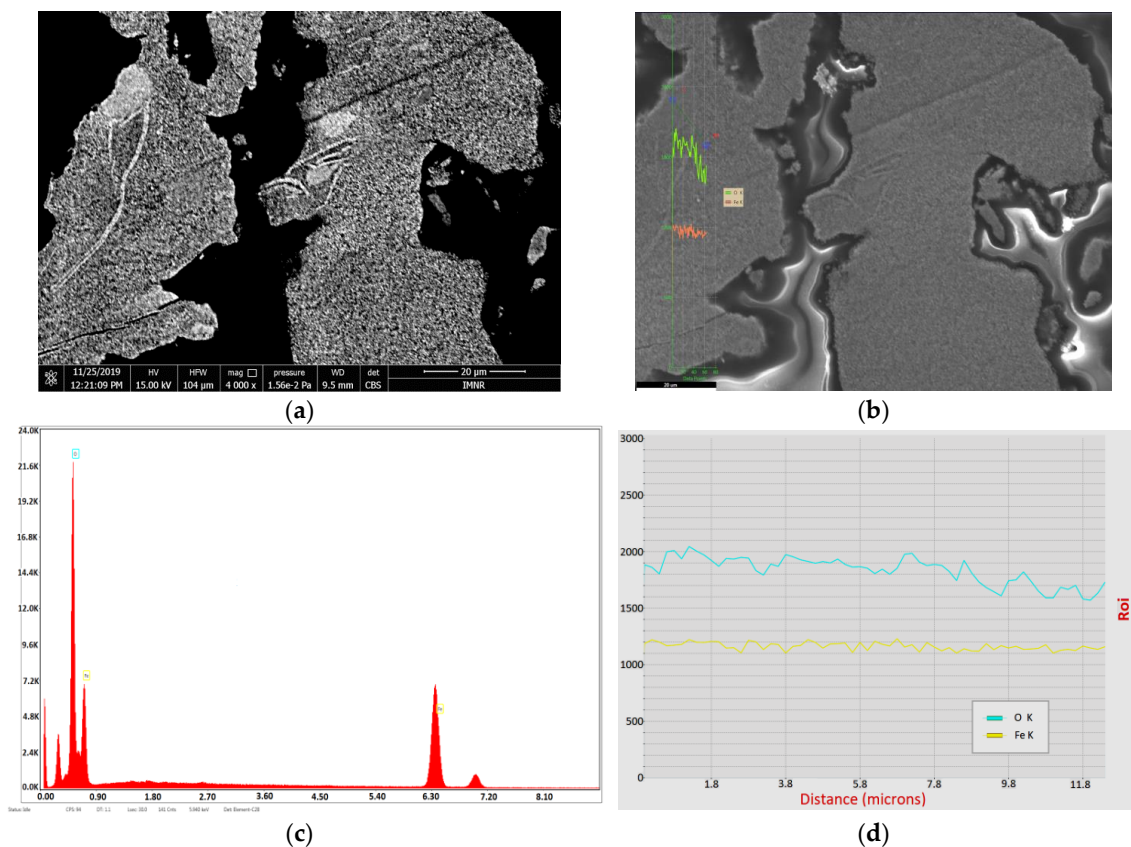 11/25/2019 HV HFW mag □ pressure WD det 20 µm
12:21:09 PM 15.00 kV 104 µm 4 000 x 1.56e-2 Pa 9.5 mm CBS IMNR
(a)
O K
Fe K
20 µm
(b)
24.0K
21.6K
19.2K
16.8K
14.4K
12.0K
9.6K
7.2K
4.8K
2.4K
0.0K
O
Fe
Fe
0.00 0.90 1.80 2.70 3.60 4.50 5.40 6.30 7.20 8.10
(c)
3000
2500
2000
1500
1000
500
0
Roi
O K
Fe K
1.8 3.8 5.8 7.8 9.8 11.8
Distance (microns)
(d)